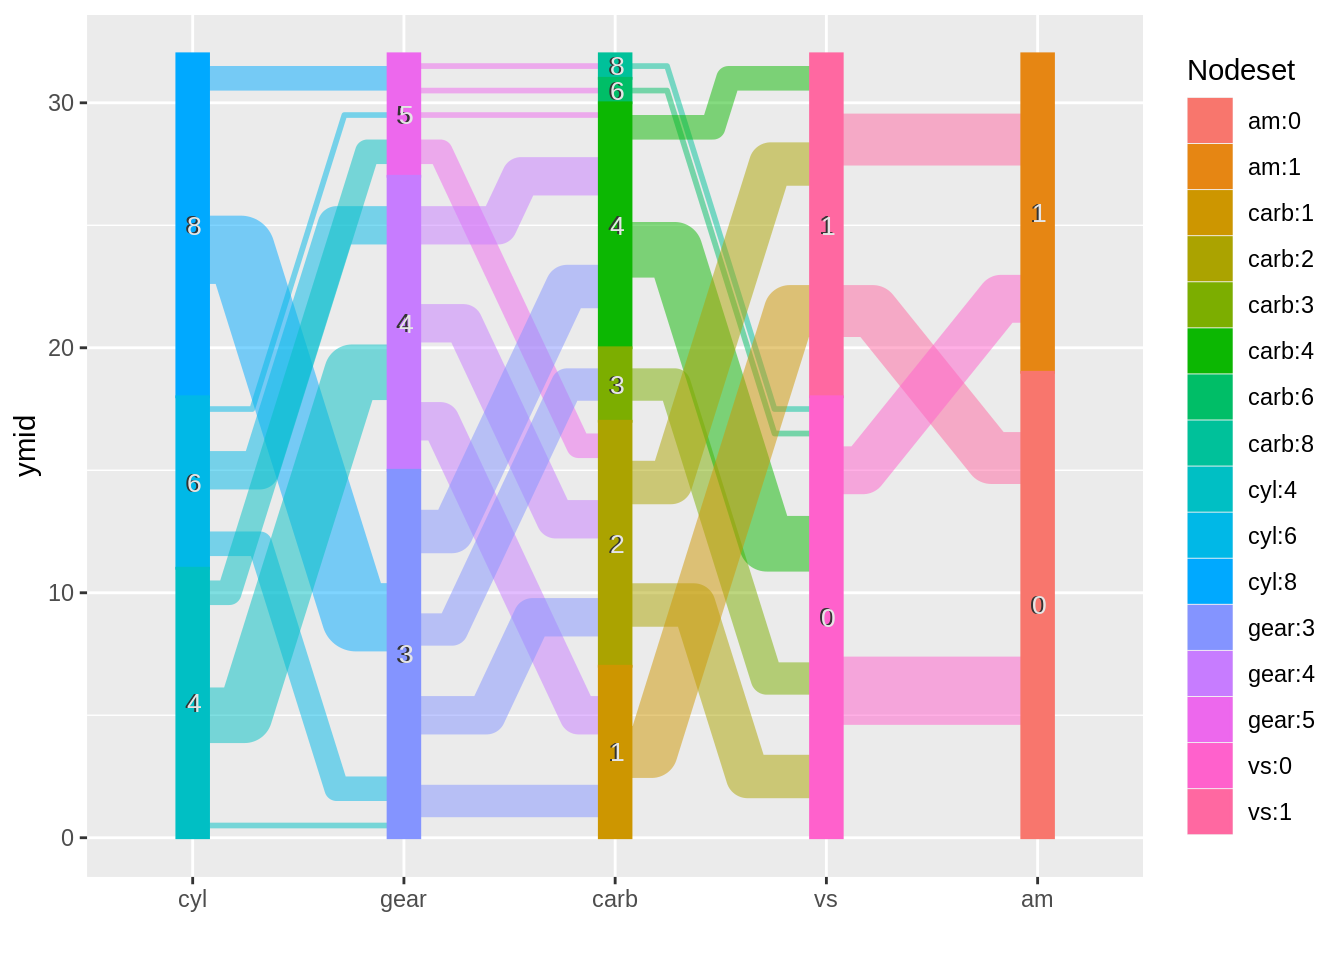 ymid
30
20
10
0
8
6
4
5
4
3
8
6
4
3
2
1
1
0
1
0
cyl gear carb vs am
Nodeset
am:0
am:1
carb:1
carb:2
carb:3
carb:4
carb:6
carb:8
cyl:4
cyl:6
cyl:8
gear:3
gear:4
gear:5
vs:0
vs:1